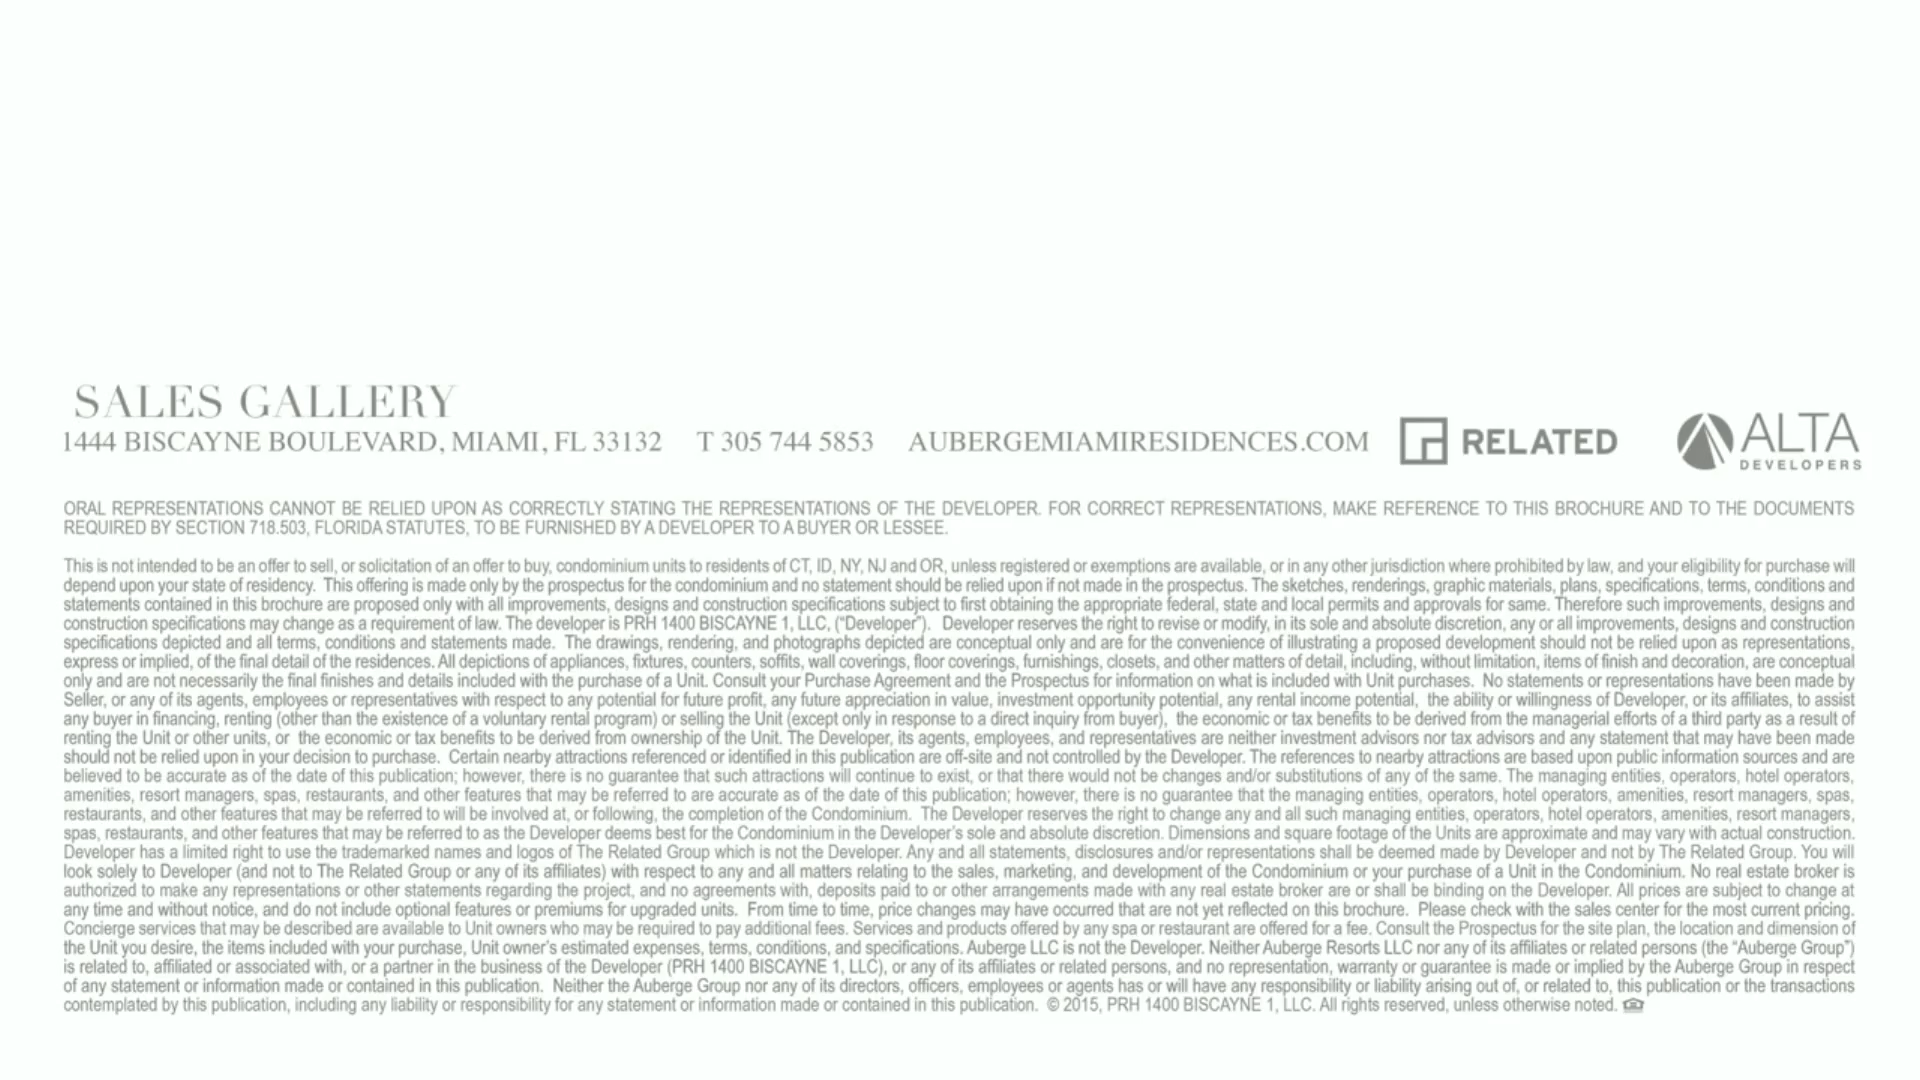 SALES GALLERY
1444 BISCAYNE BOULEVARD, MIAMI, FL 33132 T 305 744 5853 AUBERGEMIAMIRESIDENCES.COM RELATED ALTA
DEVELOPERS
ORAL REPRESENTATIONS CANNOT BE RELIED UPON AS CORRECTLY STATING THE REPRESENTATIONS OF THE DEVELOPER. FOR CORRECT REPRESENTATIONS, MAKE REFERENCE TO THIS BROCHURE AND TO THE DOCUMENTS
REQUIRED BY SECTION 718.503, FLORIDA STATUTES, TO BE FURNISHED BY A DEVELOPER TO A BUYER OR LESSEE.
This is not intended to be an offer to sell, or solicitation of an offer to buy, condominium units to residents of CT, ID, NY, NJ and OR, unless registered or exemptions are available, or in any other jurisdiction where prohibited by law, and your eligibility for purchase will
depend upon your state of residency. This offering is made only by the prospectus for the condominium and no statement should be relied upon if not made in the prospectus. The sketches, renderings, graphic materials, plans, specifications, terms, conditions and
statements contained in this brochure are proposed only with all improvements, designs and construction specifications subject to first obtaining the appropriate federal, state and local permits and approvals for same. Therefore such improvements, designs and
construction specifications may change as a requirement of law. The developer is PRH 1400 BISCAYNE 1, LLC, (“Developer”). Developer reserves the right to revise or modify, in its sole and absolute discretion, any or all improvements, designs and construction
specifications depicted and all terms, conditions and statements made. The drawings, rendering, and photographs depicted are conceptual only and are for the convenience of illustrating a proposed development should not be relied upon as representations,
express or implied, of the final detail of the residences. All depictions of appliances, fixtures, counters, soffits, wall coverings, floor coverings, furnishings, closets, and other matters of detail, including, without limitation, items of finish and decoration, are conceptual
only and are not necessarily the final finishes and details included with the purchase of a Unit. Consult your Purchase Agreement and the Prospectus for information on what is included with Unit purchases. No statements or representations have been made by
Seller, or any of its agents, employees or representatives with respect to any potential for future profit, any future appreciation in value, investment opportunity potential, any rental income potential, the ability or willingness of Developer, or its affiliates, to assist
any buyer in financing, renting (other than the existence of a voluntary rental program) or selling the Unit (except only in response to a direct inquiry from buyer), the economic or tax benefits to be derived from the managerial efforts of a third party as a result of
renting the Unit or other units, or the economic or tax benefits to be derived from ownership of the Unit. The Developer, its agents, employees, and representatives are neither investment advisors nor tax advisors and any statement that may have been made
should not be relied upon in your decision to purchase. Certain nearby attractions referenced or identified in this publication are off-site and not controlled by the Developer. The references to nearby attractions are based upon public information sources and are
believed to be accurate as of the date of this publication; however, there is no guarantee that such attractions will continue to exist, or that there would not be changes and/or substitutions of any of the same. The managing entities, operators, hotel operators,
amenities, resort managers, spas, restaurants, and other features that may be referred to are accurate as of the date of this publication; however, there is no guarantee that the managing entities, operators, hotel operators, amenities, resort managers, spas,
restaurants, and other features that may be referred to will be involved at, or following, the completion of the Condominium. The Developer reserves the right to change any and all such managing entities, operators, hotel operators, amenities, resort managers,
spas, restaurants, and other features that may be referred to as the Developer deems best for the Condominium in the Developer’s sole and absolute discretion. Dimensions and square footage of the Units are approximate and may vary with actual construction.
Developer has a limited right to use the trademarked names and logos of The Related Group which is not the Developer. Any and all statements, disclosures and/or representations shall be deemed made by Developer and not by The Related Group. You will
look solely to Developer (and not to The Related Group or any of its affiliates) with respect to any and all matters relating to the sales, marketing, and development of the Condominium or your purchase of a Unit in the Condominium. No real estate broker is
authorized to make any representations or other statements regarding the project, and no agreements with, deposits paid to or other arrangements made with any real estate broker are or shall be binding on the Developer. All prices are subject to change at
any time and without notice, and do not include optional features or premiums for upgraded units. From time to time, price changes may have occurred that are not yet reflected on this brochure. Please check with the sales center for the most current pricing.
Concierge services that may be described are available to Unit owners who may be required to pay additional fees. Services and products offered by any spa or restaurant are offered for a fee. Consult the Prospectus for the site plan, the location and dimension of
the Unit you desire, the items included with your purchase, Unit owner’s estimated expenses, terms, conditions, and specifications. Auberge LLC is not the Developer. Neither Auberge Resorts LLC nor any of its affiliates or related persons (the “Auberge Group”)
is related to, affiliated or associated with, or a partner in the business of the Developer (PRH 1400 BISCAYNE 1, LLC), or any of its affiliates or related persons, and no representation, warranty or guarantee is made or implied by the Auberge Group in respect
of any statement or information made or contained in this publication. Neither the Auberge Group nor any of its directors, officers, employees or agents has or will have any responsibility or liability arising out of, or related to, this publication or the transactions
contemplated by this publication, including any liability or responsibility for any statement or information made or contained in this publication. © 2015, PRH 1400 BISCAYNE 1, LLC. All rights reserved, unless otherwise noted.